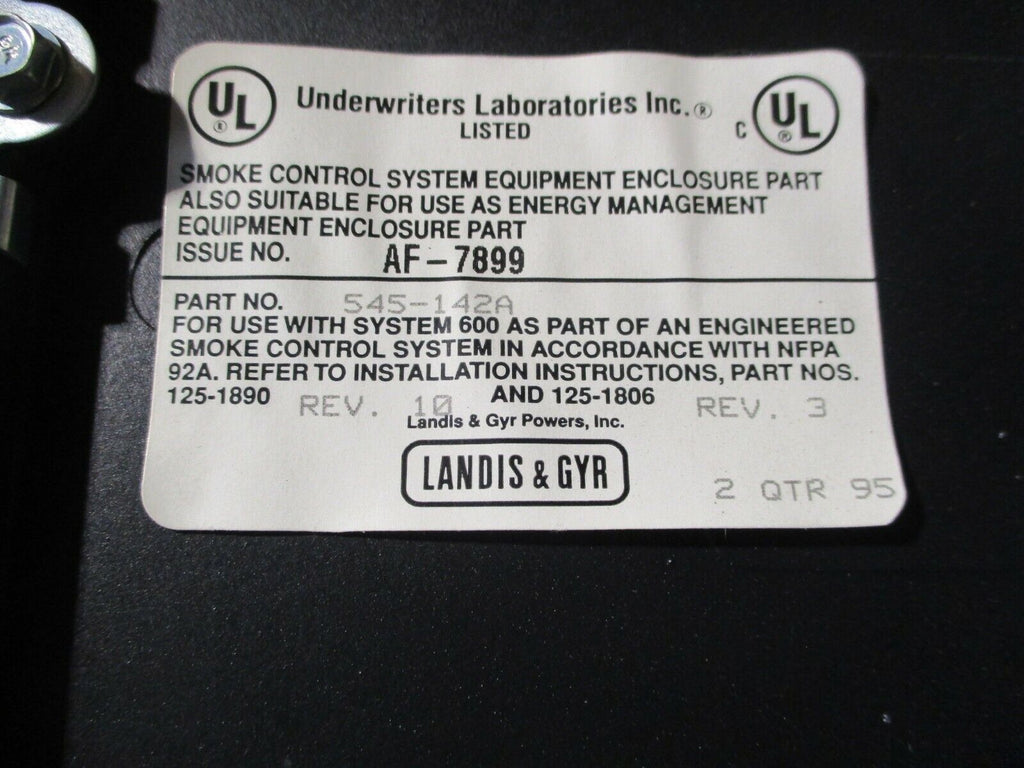 UL ® Underwriters Laboratories Inc.® C UL ®
LISTED
SMOKE CONTROL SYSTEM EQUIPMENT ENCLOSURE PART
ALSO SUITABLE FOR USE AS ENERGY MANAGEMENT
EQUIPMENT ENCLOSURE PART
ISSUE NO. AF-7899
PART NO. 545-142A
FOR USE WITH SYSTEM 600 AS PART OF AN ENGINEERED
SMOKE CONTROL SYSTEM IN ACCORDANCE WITH NFPA
92A. REFER TO INSTALLATION INSTRUCTIONS, PART NOS.
125-1890 REV. 10 AND 125-1806 REV. 3
Landis & Gyr Powers, Inc.
LANDIS & GYR
2 QTR 95